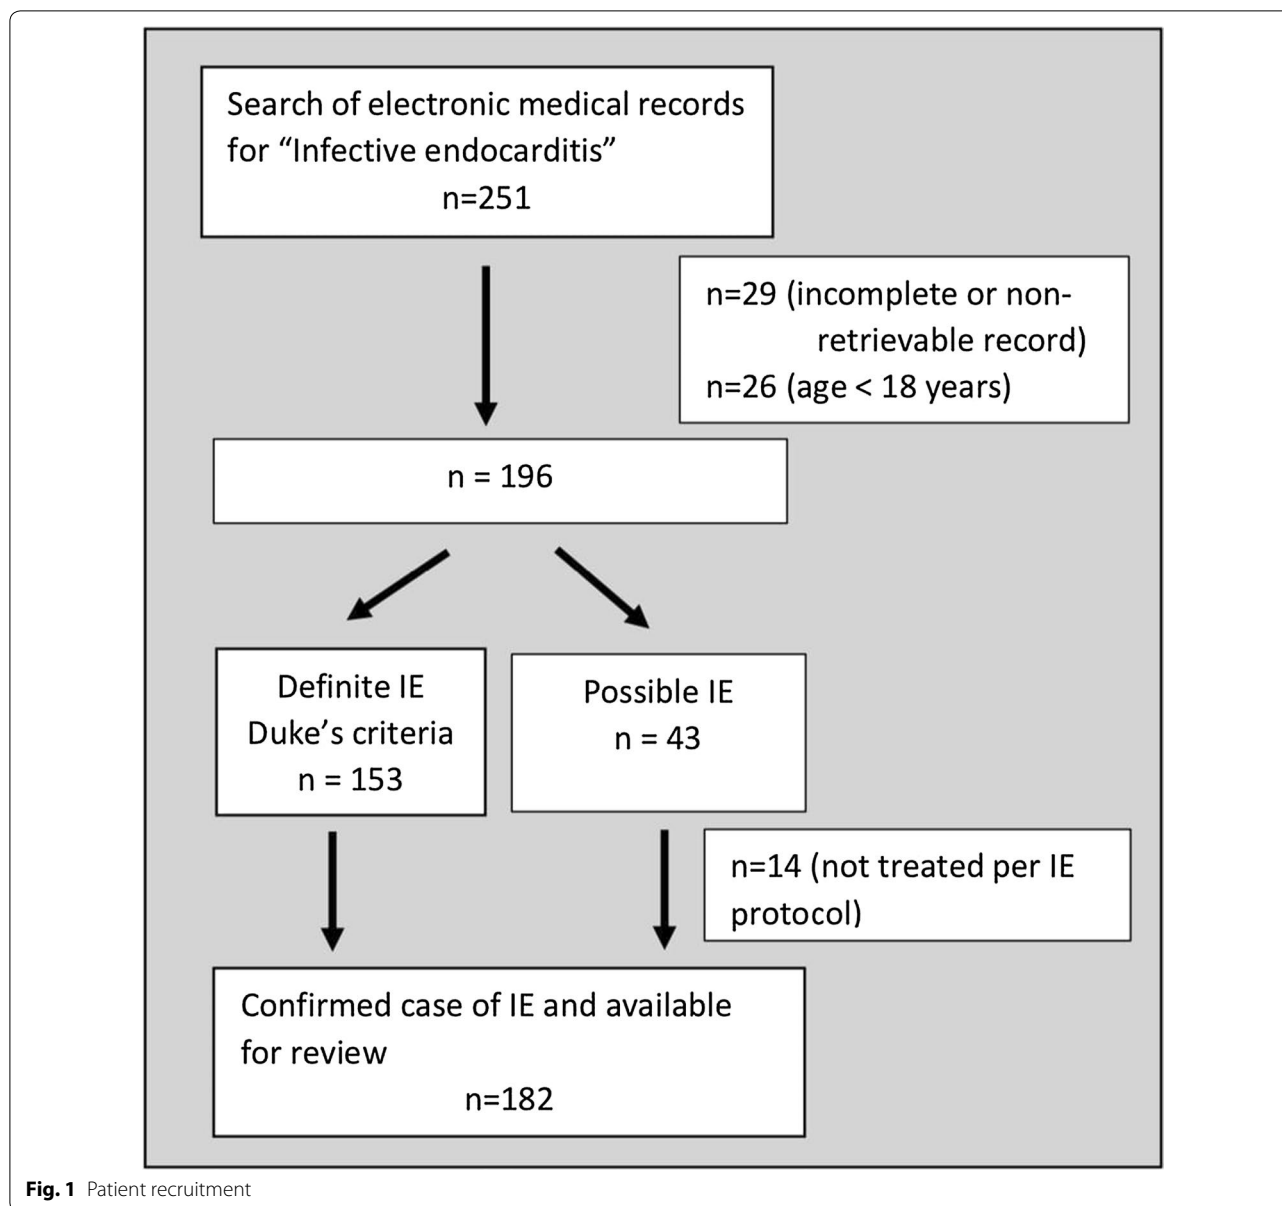 Search of electronic medical records
for “Infective endocarditis”
n=251
n=29 (incomplete or non-
retrievable record)
n=26 (age < 18 years)
n = 196
Definite IE
Duke’s criteria
n = 153
Possible IE
n = 43
n=14 (not treated per IE
protocol)
Confirmed case of IE and available
for review
n=182
Fig. 1 Patient recruitment